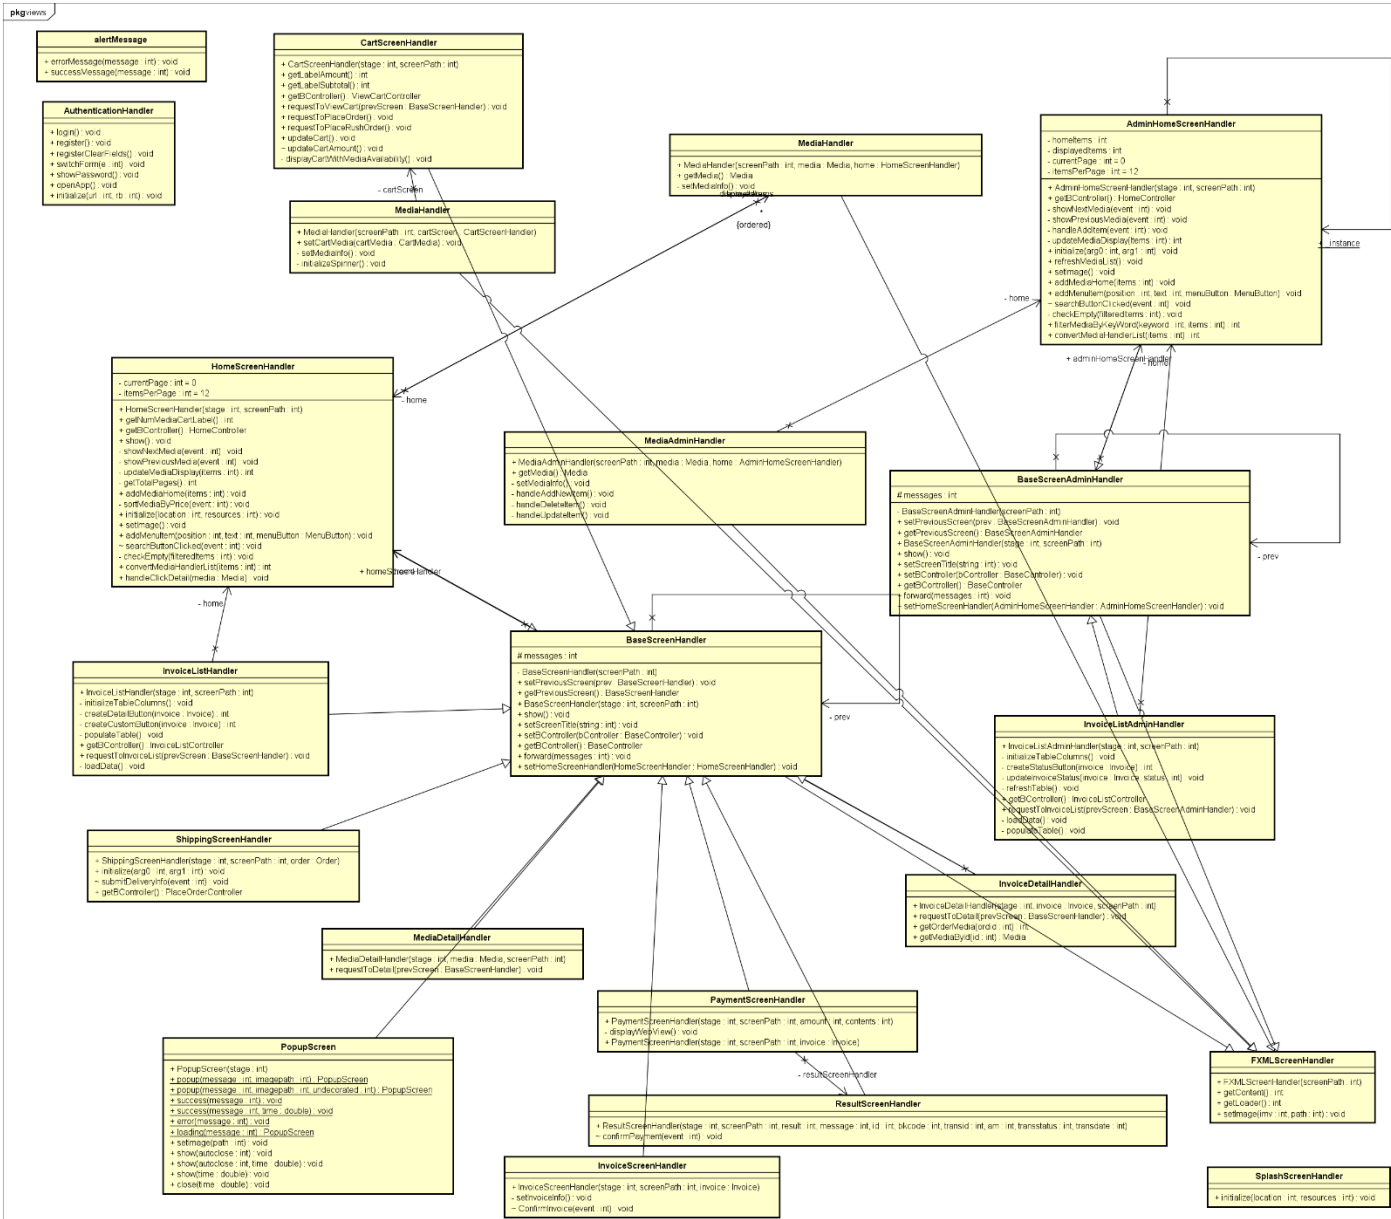 pkg views
alertMessage
+ errorMessage(message : int) : void
+ successMessage(message : int) : void
AuthenticationHandler
+ login() : void
+ register() : void
+ registerClearFields() : void
+ switchForm(e : int) : void
+ showPassword() : void
+ openApp() : void
+ initialize(url : int, rb : int) : void
CartScreenHandler
+ CartScreenHandler(stage : int, screenPath : int)
+ getLabelAmount() : int
+ getLabelSubtotal() : int
+ getBController() : ViewCartController
+ requestToViewCart(prevScreen : BaseScreenHandler) : void
+ requestToPlaceOrder() : void
+ requestToPlaceRushOrder() : void
+ updateCart() : void
~ updateCartAmount() : void
- displayCartWithMediaAvailability() : void
- cartScreen
MediaHandler
+ MediaHandler(screenPath : int, cartScreen : CartScreenHandler)
+ setCartMedia(cartMedia : CartMedia) : void
- setMediaInfo() : void
- initializeSpinner() : void
MediaHandler
+ MediaHandler(screenPath : int, media : Media, home : HomeScreenHandler)
+ getMedia() : Media
- setMediaInfo() : void
*
{ordered}
AdminHomeScreenHandler
- homeItems : int
- displayedItems : int
- currentPage : int = 0
- itemsPerPage : int = 12
+ AdminHomeScreenHandler(stage : int, screenPath : int)
+ getBController() : HomeController
- showNextMedia(event : int) : void
- showPreviousMedia(event : int) : void
- handleAddItem(event : int) : void
- updateMediaDisplay(items : int) : int
+ initialize(arg0 : int, arg1 : int) : void
+ refreshMediaList() : void
+ setImage() : void
+ addMediaHome(items : int) : void
+ addMenuItem(position : int, text : int, menuButton : MenuButton) : void
~ searchButtonClicked(event : int) : void
- checkEmpty(filteredItems : int) : void
+ filterMediaByKeyWord(keyword : int, items : int) : int
+ convertMediaHandlerList(items : int) : int
+ instance
- home
+ adminHomeScreenHandler
- home
HomeScreenHandler
- currentPage : int = 0
- itemsPerPage : int = 12
+ HomeScreenHandler(stage : int, screenPath : int)
+ getNumMediaCartLabel() : int
+ getBController() : HomeController
+ show() : void
- showNextMedia(event : int) : void
- showPreviousMedia(event : int) : void
- updateMediaDisplay(items : int) : int
- getTotalPages() : int
+ addMediaHome(items : int) : void
- sortMediaByPrice(event : int) : void
+ initialize(location : int, resources : int) : void
+ setImage() : void
+ addMenuItem(position : int, text : int, menuButton : MenuButton) : void
~ searchButtonClicked(event : int) : void
- checkEmpty(filteredItems : int) : void
+ convertMediaHandlerList(items : int) : int
+ handleClickDetail(media : Media) : void
- home
+ homeScreenHandler
- home
MediaAdminHandler
+ MediaAdminHandler(screenPath : int, media : Media, home : AdminHomeScreenHandler)
+ getMedia() : Media
- setMediaInfo() : void
- handleAddNewItem() : void
- handleDeleteItem() : void
- handleUpdateItem() : void
BaseScreenAdminHandler
# messages : int
- BaseScreenAdminHandler(screenPath : int)
+ setPreviousScreen(prev : BaseScreenAdminHandler) : void
+ getPreviousScreen() : BaseScreenAdminHandler
+ BaseScreenAdminHandler(stage : int, screenPath : int)
+ show() : void
+ setScreenTitle(string : int) : void
+ setBController(bController : BaseController) : void
+ getBController() : BaseController
+ forward(messages : int) : void
+ setHomeScreenHandler(AdminHomeScreenHandler : AdminHomeScreenHandler) : void
- prev
BaseScreenHandler
# messages : int
- BaseScreenHandler(screenPath : int)
+ setPreviousScreen(prev : BaseScreenHandler) : void
+ getPreviousScreen() : BaseScreenHandler
+ BaseScreenHandler(stage : int, screenPath : int)
+ show() : void
+ setScreenTitle(string : int) : void
+ setBController(bController : BaseController) : void
+ getBController() : BaseController
+ forward(messages : int) : void
+ setHomeScreenHandler(HomeScreenHandler : HomeScreenHandler) : void
- prev
InvoiceListHandler
+ InvoiceListHandler(stage : int, screenPath : int)
- initializeTableColumns() : void
- createDetailButton(invoice : Invoice) : int
- createCustomButton(invoice : Invoice) : int
- populateTable() : void
+ getBController() : InvoiceListController
+ requestToInvoiceList(prevScreen : BaseScreenHandler) : void
- loadData() : void
InvoiceListAdminHandler
+ InvoiceListAdminHandler(stage : int, screenPath : int)
- initializeTableColumns() : void
- createStatusButton(invoice : Invoice) : int
- updateInvoiceStatus(invoice : Invoice, status : int) : void
- refreshTable() : void
+ getBController() : InvoiceListController
+ requestToInvoiceList(prevScreen : BaseScreenAdminHandler) : void
- loadData() : void
- populateTable() : void
ShippingScreenHandler
+ ShippingScreenHandler(stage : int, screenPath : int, order : Order)
+ initialize(arg0 : int, arg1 : int) : void
~ submitDeliveryInfo(event : int) : void
+ getBController() : PlaceOrderController
InvoiceDetailHandler
+ InvoiceDetailHandler(stage : int, invoice : Invoice, screenPath : int)
+ requestToDetail(prevScreen : BaseScreenHandler) : void
+ getOrderMedia(ordid : int) : int
+ getMediaByid(id : int) : Media
MediaDetailHandler
+ MediaDetailHandler(stage : int, media : Media, screenPath : int)
+ requestToDetail(prevScreen : BaseScreenHandler) : void
PaymentScreenHandler
+ PaymentScreenHandler(stage : int, screenPath : int, amount : int, contents : int)
- displayWebView() : void
+ PaymentScreenHandler(stage : int, screenPath : int, invoice : Invoice)
- resultScreenHandler
PopupScreen
+ PopupScreen(stage : int)
+ popup(message : int, imagepath : int) : PopupScreen
+ popup(message : int, imagepath : int, undecorated : int) : PopupScreen
+ success(message : int) : void
+ success(message : int, time : double) : void
+ error(message : int) : void
+ loading(message : int) : PopupScreen
+ setImage(path : int) : void
+ show(autoclose : int) : void
+ show(autoclose : int, time : double) : void
+ show(time : double) : void
+ close(time : double) : void
ResultScreenHandler
+ ResultScreenHandler(stage : int, screenPath : int, result : int, message : int, id : int, bkcode : int, transid : int, am : int, transstatus : int, transdate : int)
~ confirmPayment(event : int) : void
InvoiceScreenHandler
+ InvoiceScreenHandler(stage : int, screenPath : int, invoice : Invoice)
- setInvoiceInfo() : void
~ ConfirmInvoice(event : int) : void
FXMLScreenHandler
+ FXMLScreenHandler(screenPath : int)
+ getContent() : int
+ getLoader() : int
+ setImage(imv : int, path : int) : void
SplashScreenHandler
+ initialize(location : int, resources : int) : void